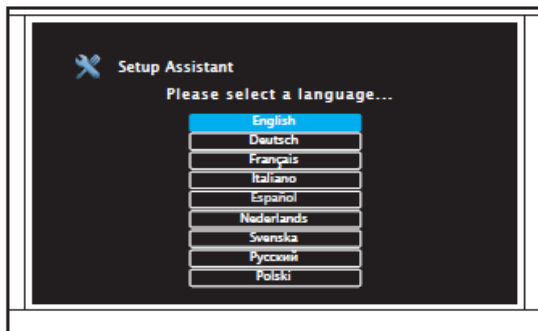 Setup Assistant
Please select a language...
English
Deutsch
Français
Italiano
Español
Nederlands
Svenska
Русский
Polski